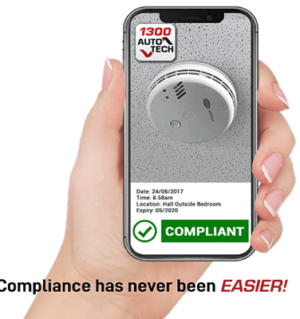 1300
AUTO
TECH
Date: 24/08/2017
Time: 8.58am
Location: Hall Outside Bedroom
Expiry: 05/2020
COMPLIANT
Compliance has never been EASIER!